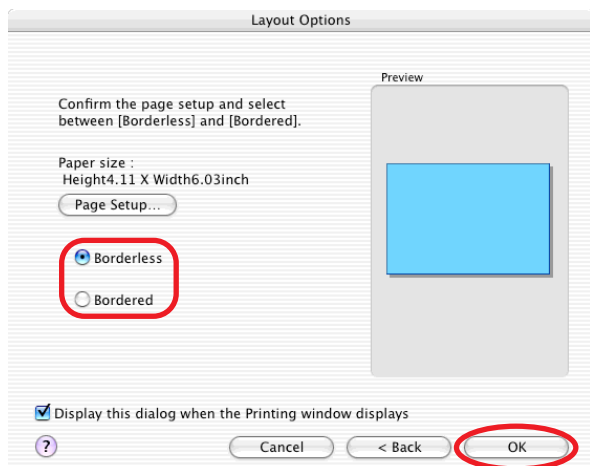 Layout Options
Preview
Confirm the page setup and select
between [Borderless] and [Bordered].
Paper size :
Height4.11 X Width6.03inch
Page Setup...
Borderless
Bordered
Display this dialog when the Printing window displays
?
Cancel
< Back
OK